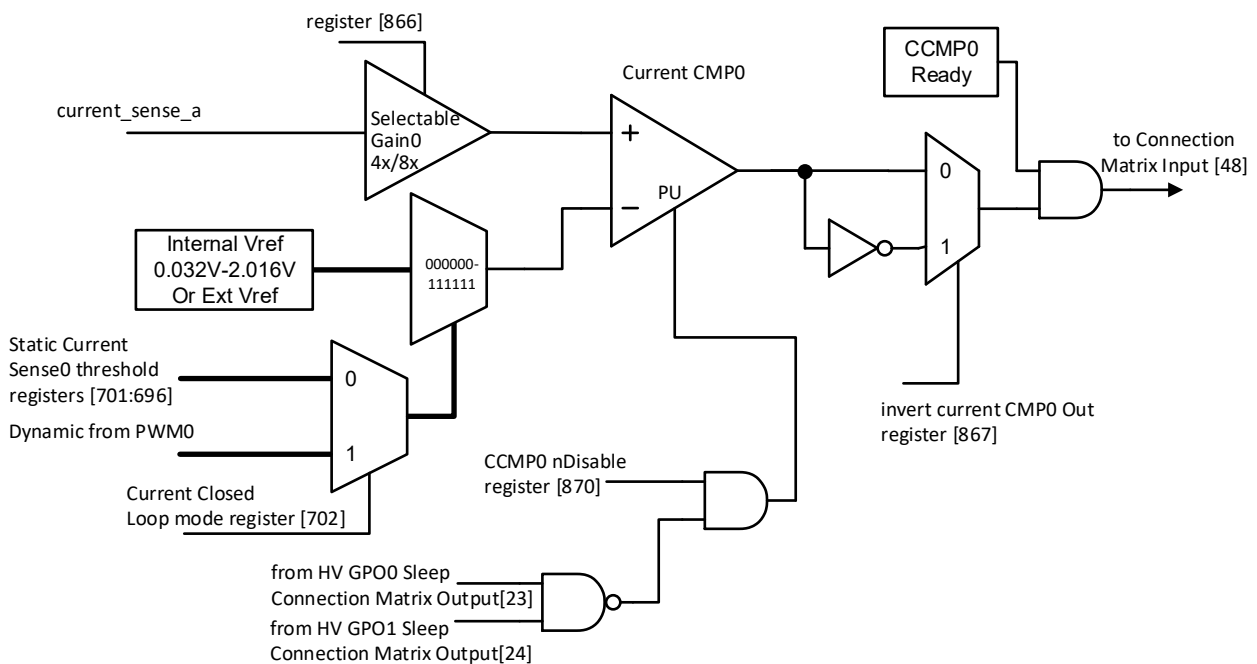 register [866]
CCMP0
Ready
Current CMP0
current_sense_a
Selectable
Gain0
4x/8x
+
−
PU
0
1
to Connection
Matrix Input [48]
Internal Vref
0.032V-2.016V
Or Ext Vref
000000-
111111
Static Current
Sense0 threshold
registers [701:696]
0
Dynamic from PWM0
1
invert current CMP0 Out
register [867]
CCMP0 nDisable
register [870]
Current Closed
Loop mode register [702]
from HV GPO0 Sleep
Connection Matrix Output[23]
from HV GPO1 Sleep
Connection Matrix Output[24]